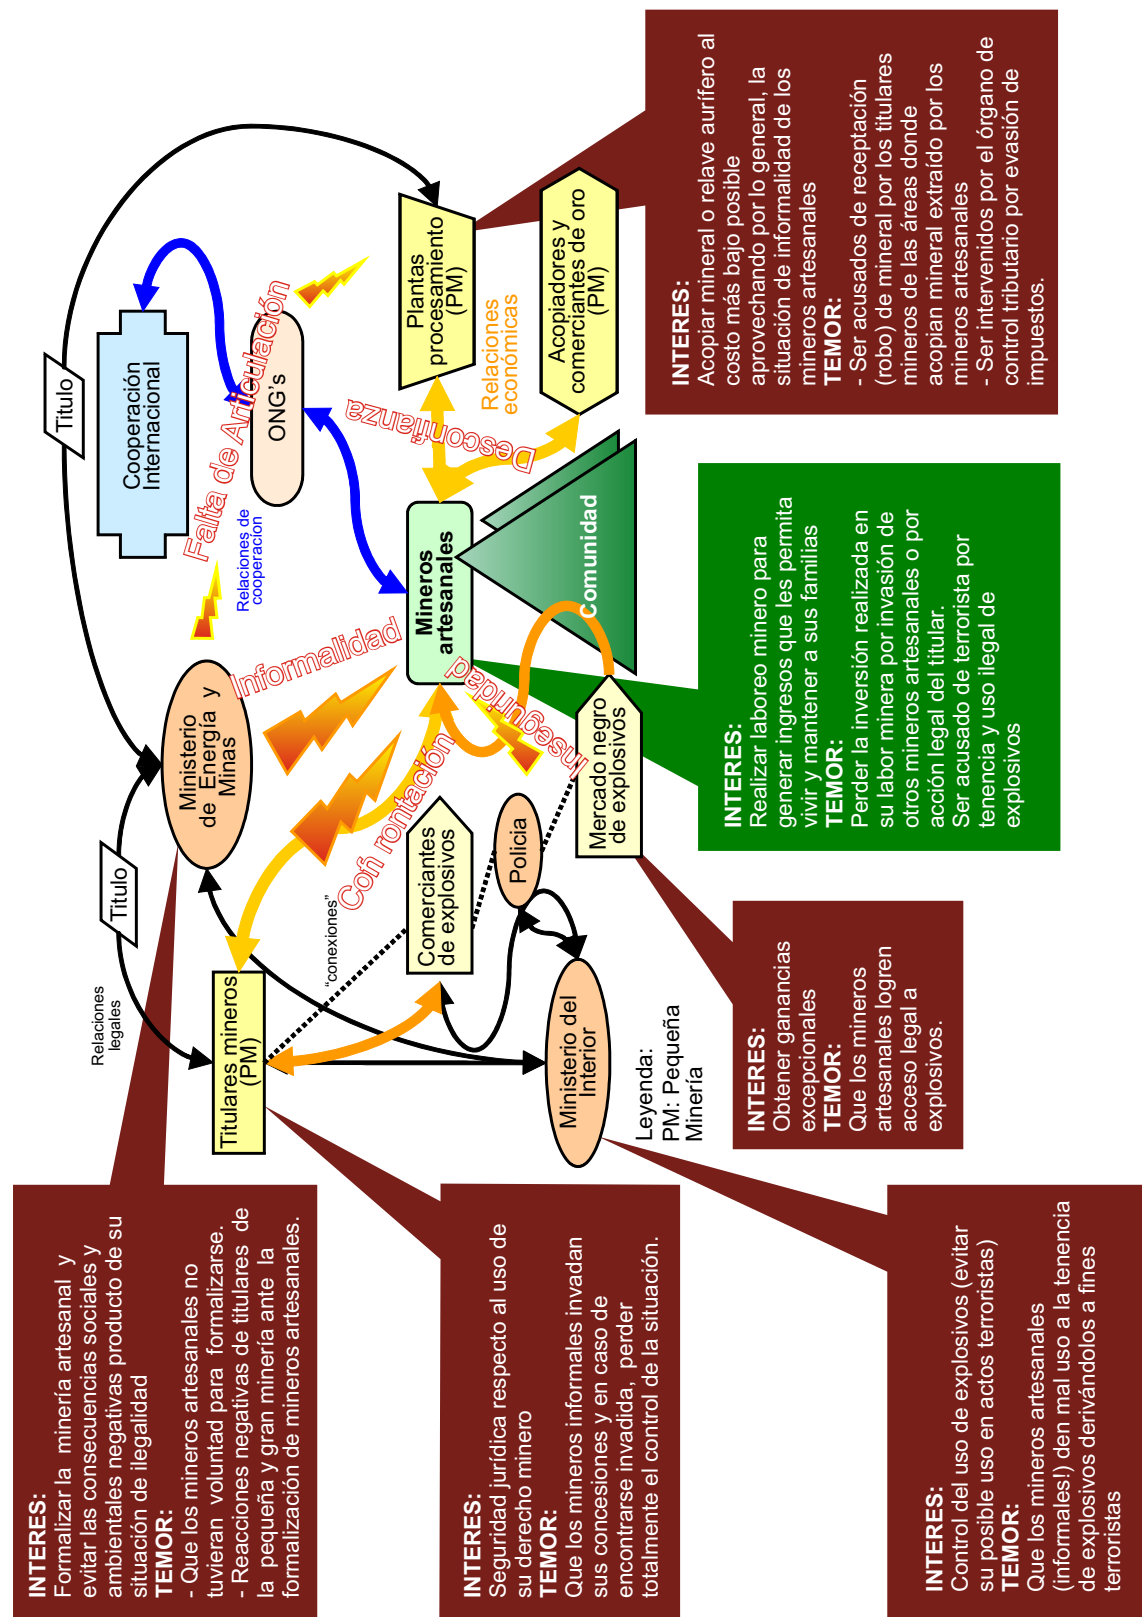 INTERES:
Formalizar la minería artesanal y
evitar las consecuencias sociales y
ambientales negativas producto de su
situación de ilegalidad
TEMOR:
- Que los mineros artesanales no
tuvieran voluntad para formalizarse.
- Reacciones negativas de titulares de
la pequeña y gran minería ante la
formalización de mineros artesanales.
INTERES:
Seguridad jurídica respecto al uso de
su derecho minero
TEMOR:
Que los mineros informales invadan
sus concesiones y en caso de
encontrarse invadida, perder
totalmente el control de la situación.
INTERES:
Control del uso de explosivos (evitar
su posible uso en actos terroristas)
TEMOR:
Que los mineros artesanales
(informales!) den mal uso a la tenencia
de explosivos derivándolos a fines
terroristas
Relaciones
legales
Titulo
Titulo
Titulares mineros
(PM)
Ministerio
de Energía y
Minas
Cooperación
Internacional
Falta de Articulación
Relaciones de
cooperacion
ONG's
Informalidad
"conexiones"
Confrontación
Desconfianza
Plantas
procesamiento
(PM)
Relaciones
económicas
Mineros
artesanales
Comerciantes
de explosivos
Inseguridad
Policia
Acopiadores y
comerciantes de oro
(PM)
Comunidad
Ministerio del
Interior
Mercado negro
de explosivos
Leyenda:
PM: Pequeña
Minería
INTERES:
Obtener ganancias
excepcionales
TEMOR:
Que los mineros
artesanales logren
acceso legal a
explosivos.
INTERES:
Realizar laboreo minero para
generar ingresos que les permita
vivir y mantener a sus familias
TEMOR:
Perder la inversión realizada en
su labor minera por invasión de
otros mineros artesanales o por
acción legal del titular.
Ser acusado de terrorista por
tenencia y uso ilegal de
explosivos
INTERES:
Acopiar mineral o relave aurífero al
costo más bajo posible
aprovechando por lo general, la
situación de informalidad de los
mineros artesanales
TEMOR:
- Ser acusados de receptación
(robo) de mineral por los titulares
mineros de las áreas donde
acopian mineral extraído por los
mineros artesanales
- Ser intervenidos por el órgano de
control tributario por evasión de
impuestos.